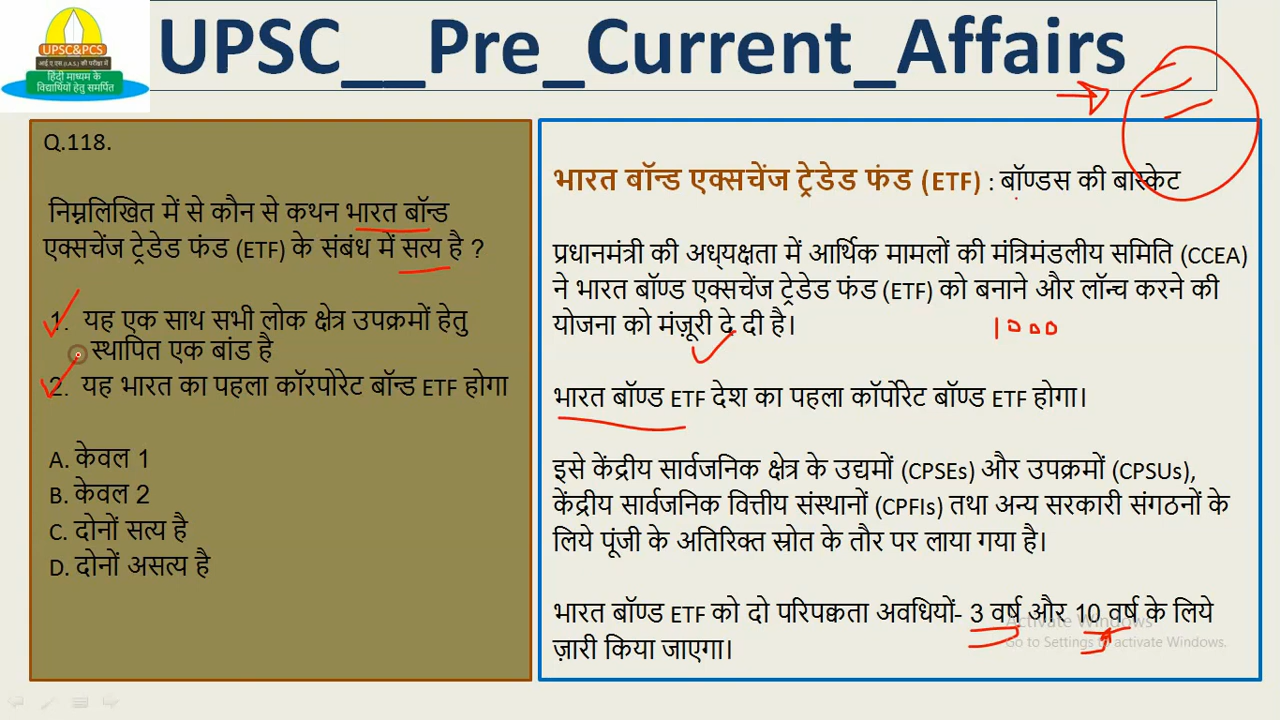 UPSC&PCS
आई ए एस (I.A.S.) की परीक्षा में
हिंदी माध्यम के
विद्यार्थियों हेतु समर्पित
UPSC__Pre_Current_Affairs
Q.118.
निम्नलिखित में से कौन से कथन भारत बॉन्ड
एक्सचेंज ट्रेडेड फंड (ETF) के संबंध में सत्य है ?
1. यह एक साथ सभी लोक क्षेत्र उपक्रमों हेतु
स्थापित एक बांड है
2. यह भारत का पहला कॉरपोरेट बॉन्ड ETF होगा
A. केवल 1
B. केवल 2
C. दोनों सत्य है
D. दोनों असत्य है
भारत बॉन्ड एक्सचेंज ट्रेडेड फंड (ETF) : बॉण्डस की बास्केट
प्रधानमंत्री की अध्यक्षता में आर्थिक मामलों की मंत्रिमंडलीय समिति (CCEA)
ने भारत बॉण्ड एक्सचेंज ट्रेडेड फंड (ETF) को बनाने और लॉन्च करने की
योजना को मंज़ूरी दे दी है।
1000
भारत बॉण्ड ETF देश का पहला कॉर्पोरेट बॉण्ड ETF होगा।
इसे केंद्रीय सार्वजनिक क्षेत्र के उद्यमों (CPSEs) और उपक्रमों (CPSUs),
केंद्रीय सार्वजनिक वित्तीय संस्थानों (CPFIs) तथा अन्य सरकारी संगठनों के
लिये पूंजी के अतिरिक्त स्रोत के तौर पर लाया गया है।
भारत बॉण्ड ETF को दो परिपक्वता अवधियों- 3 वर्ष और 10 वर्ष के लिये
ज़ारी किया जाएगा।
Activate Windows
Go to Settings to activate Windows.